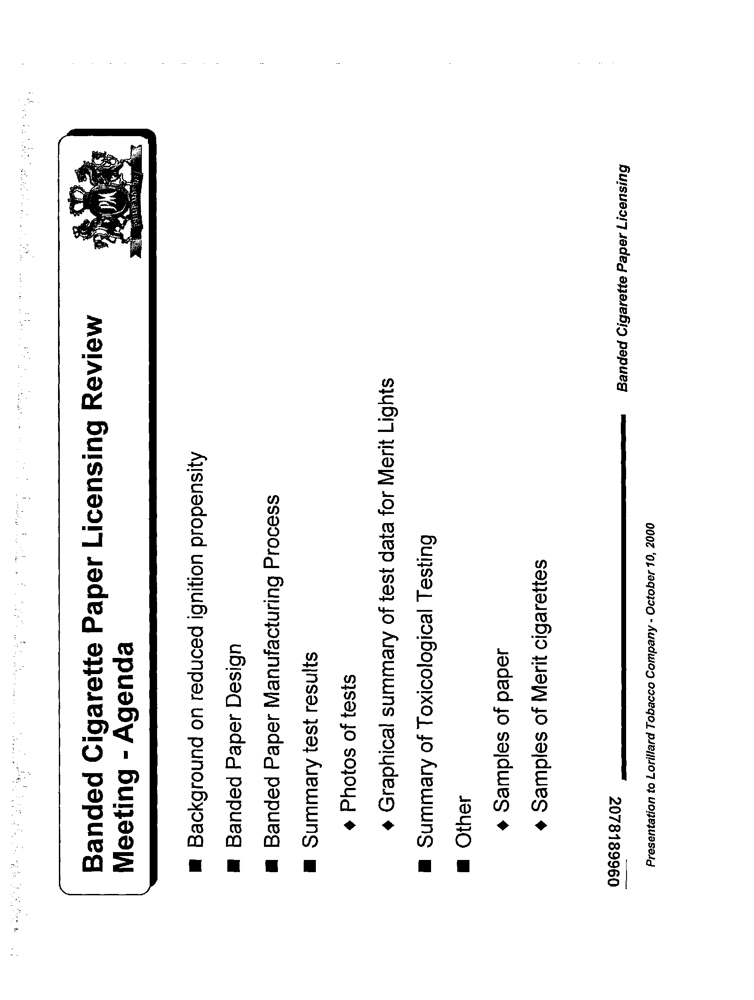 Banded Cigarette Paper Licensing Review
Meeting - Agenda
■ Background on reduced ignition propensity
■ Banded Paper Design
■ Banded Paper Manufacturing Process
■ Summary test results
◆ Photos of tests
◆ Graphical summary of test data for Merit Lights
■ Summary of Toxicological Testing
■ Other
◆ Samples of paper
◆ Samples of Merit cigarettes
2078189960
Banded Cigarette Paper Licensing
Presentation to Lorillard Tobacco Company - October 10, 2000